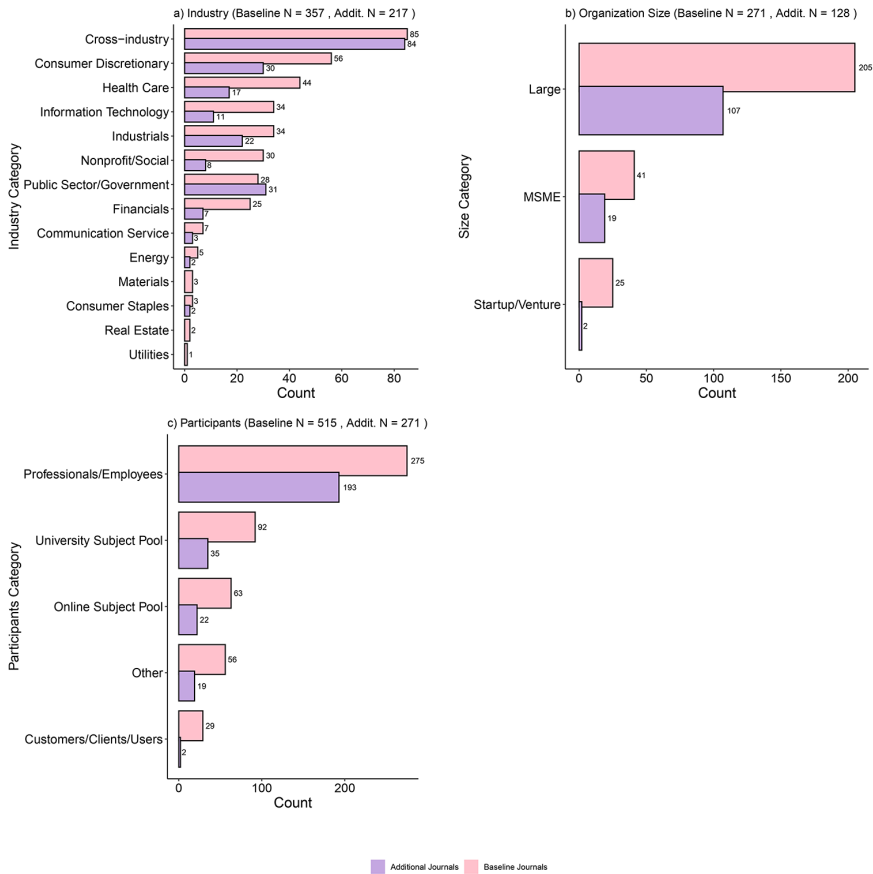 a) Industry (Baseline N = 357 , Addit. N = 217 )
Industry Category
Cross−industry 85 84
Consumer Discretionary 56 30
Health Care 44 17
Information Technology 34 11
Industrials 34 22
Nonprofit/Social 30 8
Public Sector/Government 28 31
Financials 25 7
Communication Service 7 3
Energy 5 2
Materials 3
Consumer Staples 3 2
Real Estate 2
Utilities 1
0 20 40 60 80
Count
b) Organization Size (Baseline N = 271 , Addit. N = 128 )
Size Category
Large 205 107
MSME 41 19
Startup/Venture 25 2
0 50 100 150 200
Count
c) Participants (Baseline N = 515 , Addit. N = 271 )
Participants Category
Professionals/Employees 275 193
University Subject Pool 92 35
Online Subject Pool 63 22
Other 56 19
Customers/Clients/Users 29 2
0 100 200
Count
Additional Journals Baseline Journals